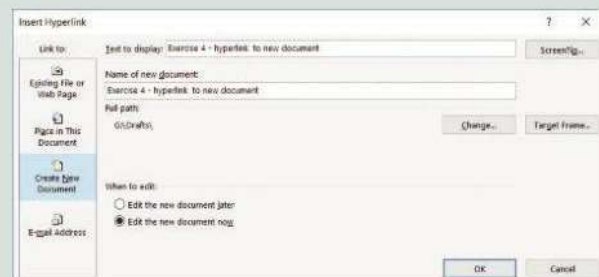 Insert Hyperlink ? ×
Link to:
Text to display: Exercise 4 - hyperlink to new document
ScreenTip...
Existing File or
Web Page
Name of new document:
Exercise 4 - hyperlink to new document
Full path:
G:\Drafts\
Change...
Target Frame...
Place in This
Document
Create New
Document
When to edit:
Edit the new document later
Edit the new document now
E-mail Address
OK
Cancel